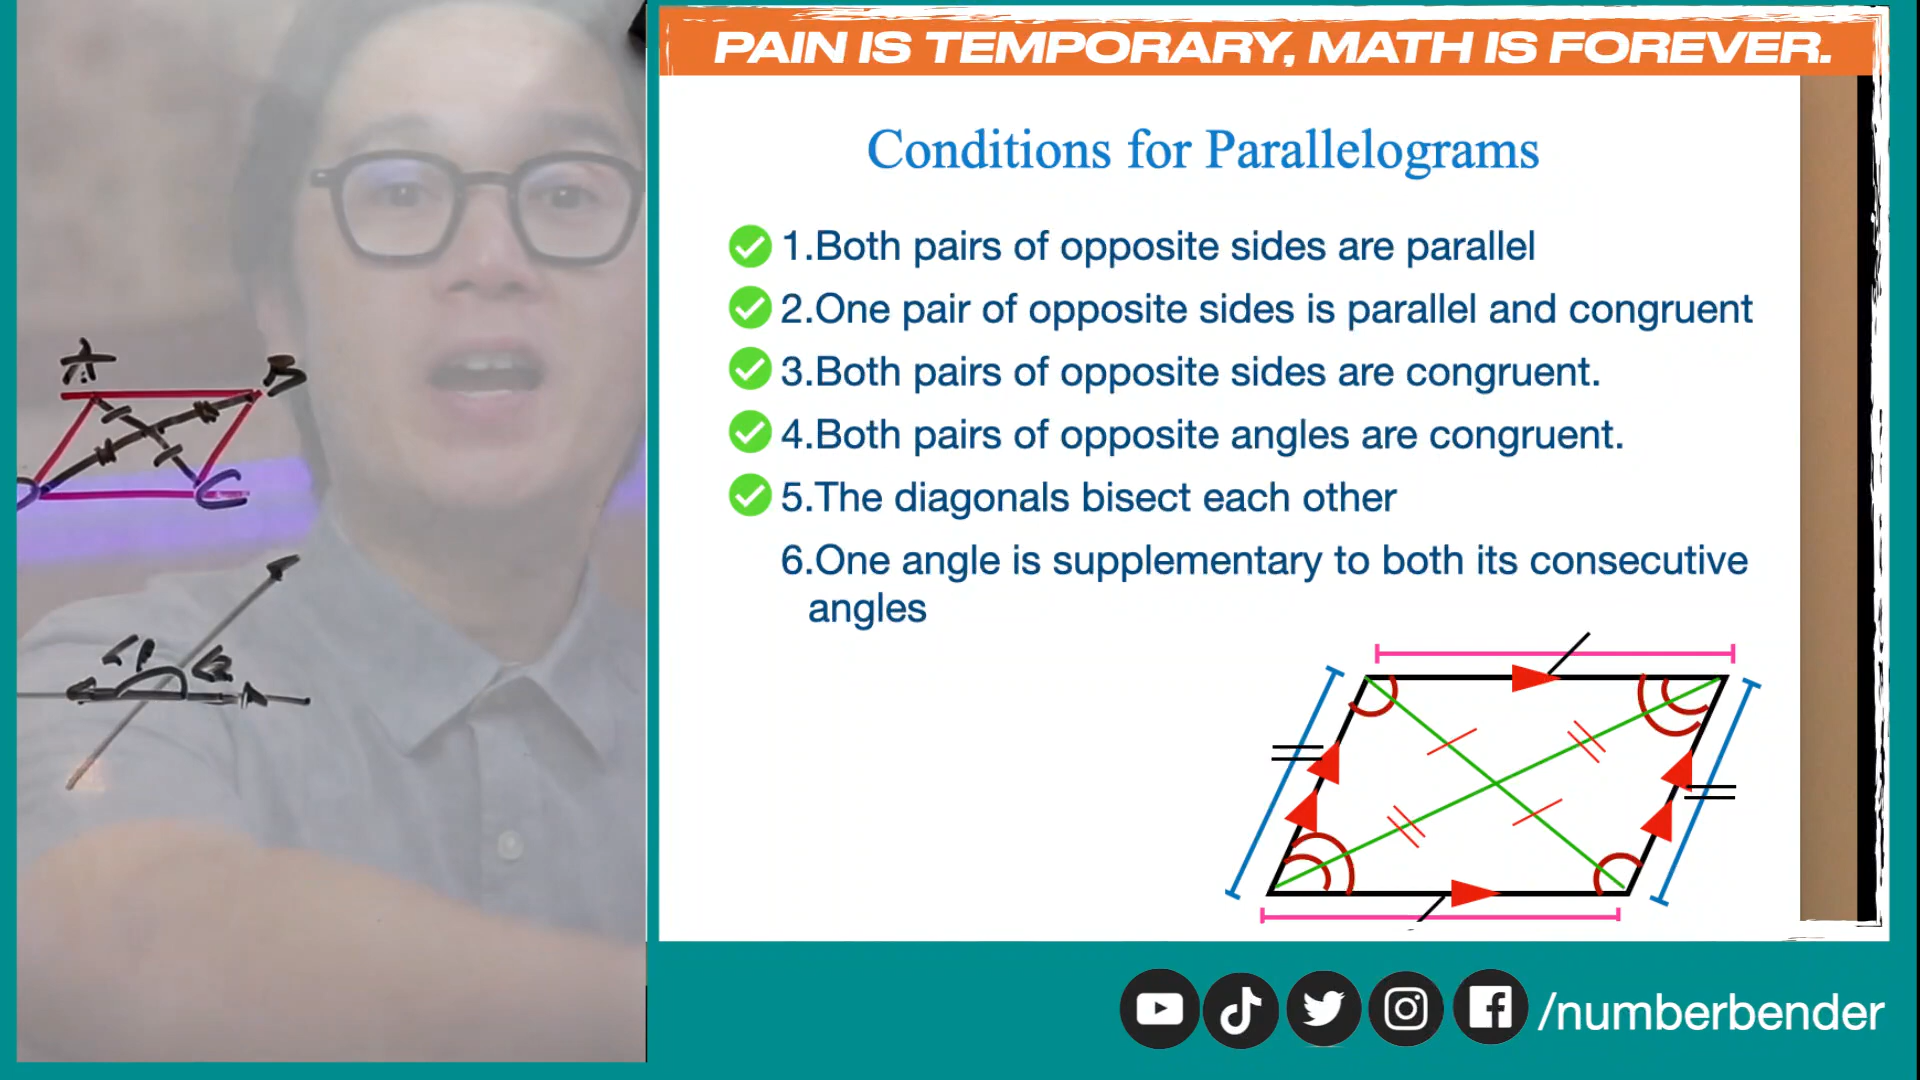 PAIN IS TEMPORARY, MATH IS FOREVER.
Conditions for Parallelograms
1.Both pairs of opposite sides are parallel
2.One pair of opposite sides is parallel and congruent
3.Both pairs of opposite sides are congruent.
4.Both pairs of opposite angles are congruent.
5.The diagonals bisect each other
6.One angle is supplementary to both its consecutive
angles
A B
D C
∠1 ∠2
/numberbender